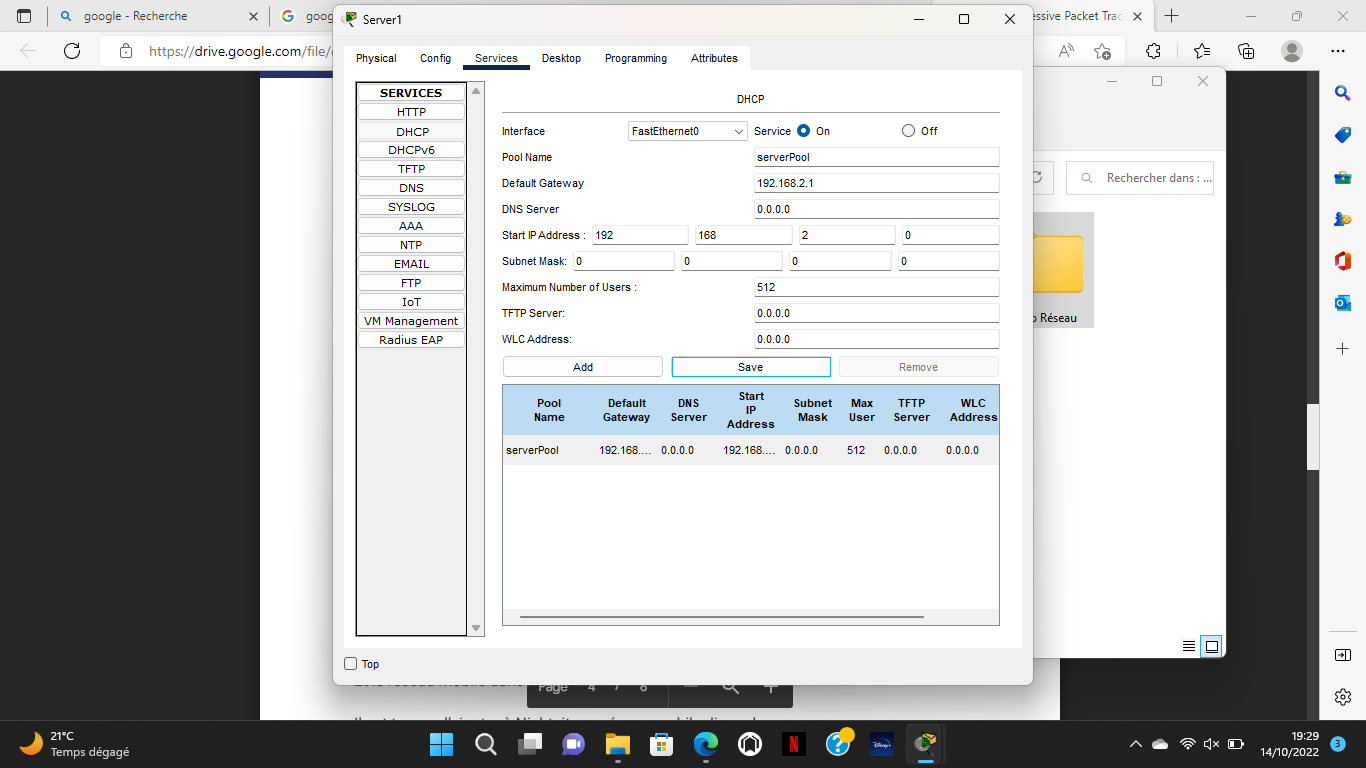 google - Recherche
goog
Server1
essive Packet Trac
https://drive.google.com/file/
Physical Config Services Desktop Programming Attributes
SERVICES
HTTP
DHCP
DHCPv6
TFTP
DNS
SYSLOG
AAA
NTP
EMAIL
FTP
IoT
VM Management
Radius EAP
DHCP
Interface FastEthernet0 Service On Off
Pool Name serverPool
Default Gateway 192.168.2.1
DNS Server 0.0.0.0
Start IP Address : 192 168 2 0
Subnet Mask: 0 0 0 0
Maximum Number of Users : 512
TFTP Server: 0.0.0.0
WLC Address: 0.0.0.0
Add Save Remove
Pool Name Default Gateway DNS Server Start IP Address Subnet Mask Max User TFTP Server WLC Address
serverPool 192.168.... 0.0.0.0 192.168.... 0.0.0.0 512 0.0.0.0 0.0.0.0
Top
Rechercher dans : ...
Réseau
Page 4 / 8
21°C
Temps dégagé
19:29
14/10/2022
3